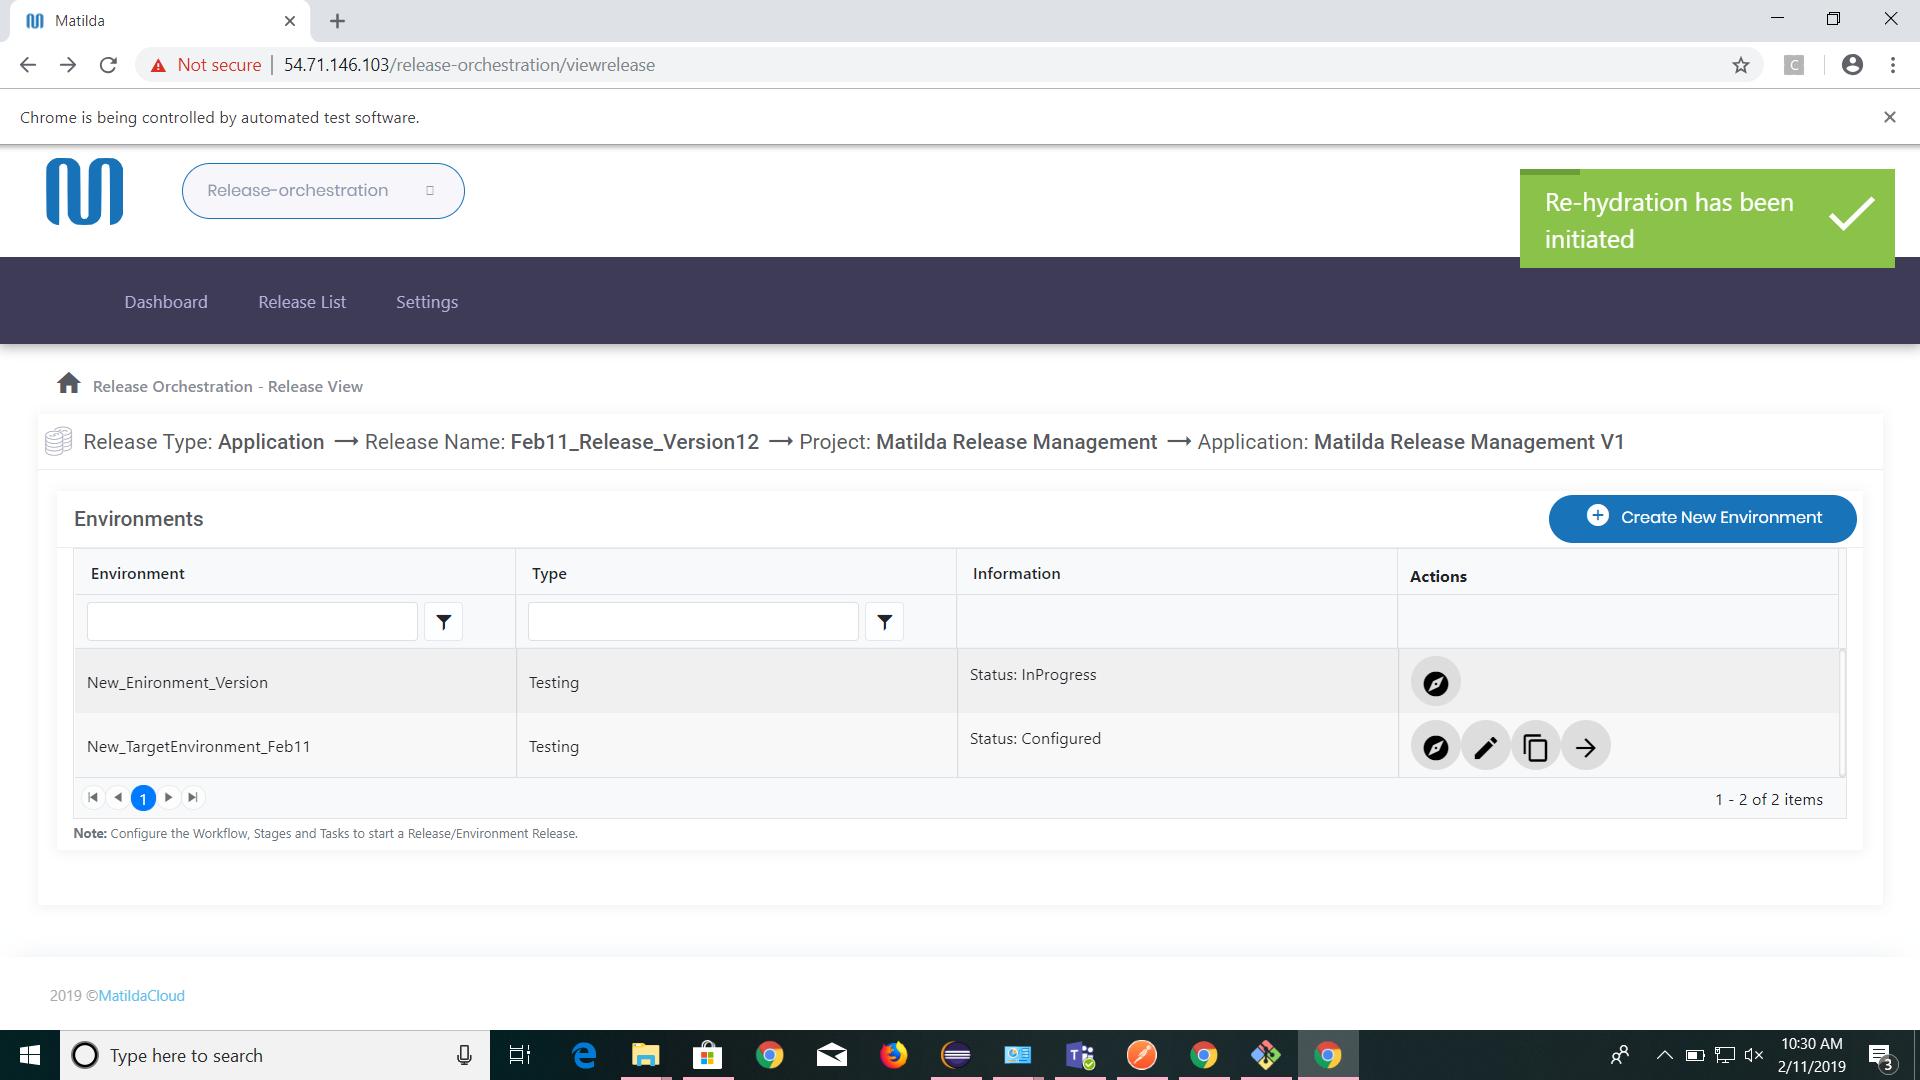 Matilda
Not secure 54.71.146.103/release-orchestration/viewrelease
C
Chrome is being controlled by automated test software.
Release-orchestration
Re-hydration has been
initiated
Dashboard Release List Settings
Release Orchestration - Release View
Release Type: Application → Release Name: Feb11_Release_Version12 → Project: Matilda Release Management → Application: Matilda Release Management V1
Environments
Create New Environment
Environment Type Information Actions
New_Enironment_Version Testing Status: InProgress
New_TargetEnvironment_Feb11 Testing Status: Configured
1
1 - 2 of 2 items
Note: Configure the Workflow, Stages and Tasks to start a Release/Environment Release.
2019 ©MatildaCloud
Type here to search
10:30 AM
2/11/2019
3